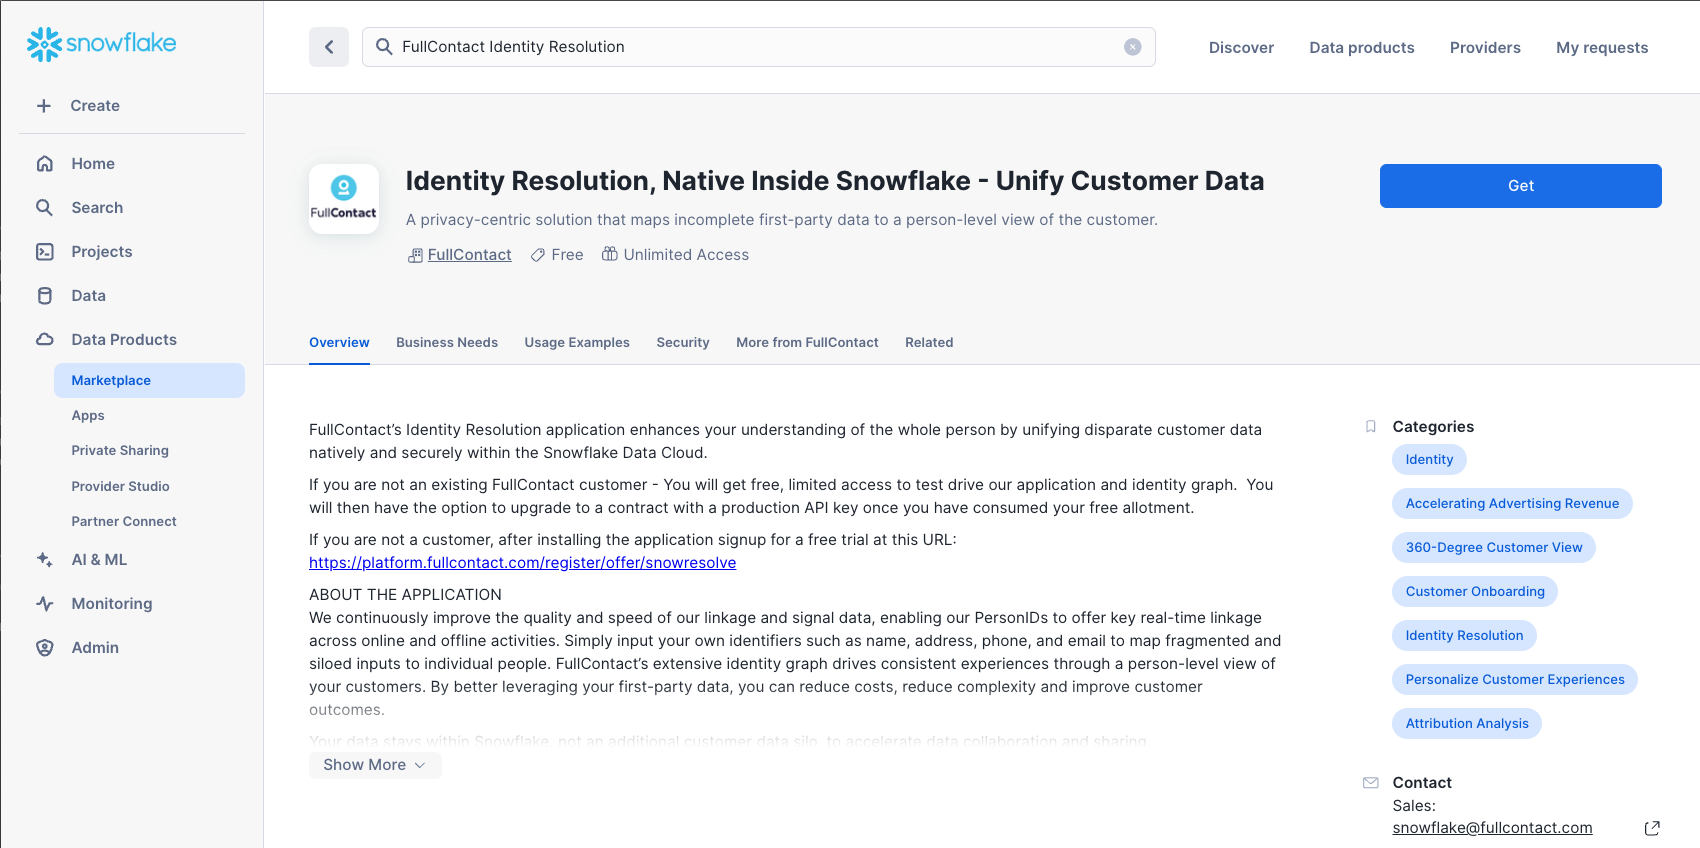 snowflake
FullContact Identity Resolution
Discover
Data products
Providers
My requests
Create
Home
Search
Projects
Data
Data Products
Marketplace
Apps
Private Sharing
Provider Studio
Partner Connect
AI & ML
Monitoring
Admin
FullContact
Identity Resolution, Native Inside Snowflake - Unify Customer Data
A privacy-centric solution that maps incomplete first-party data to a person-level view of the customer.
FullContact
Free
Unlimited Access
Get
Overview
Business Needs
Usage Examples
Security
More from FullContact
Related
FullContact’s Identity Resolution application enhances your understanding of the whole person by unifying disparate customer data
natively and securely within the Snowflake Data Cloud.
If you are not an existing FullContact customer - You will get free, limited access to test drive our application and identity graph.  You
will then have the option to upgrade to a contract with a production API key once you have consumed your free allotment.
If you are not a customer, after installing the application signup for a free trial at this URL:
https://platform.fullcontact.com/register/offer/snowresolve
ABOUT THE APPLICATION
We continuously improve the quality and speed of our linkage and signal data, enabling our PersonIDs to offer key real-time linkage
across online and offline activities. Simply input your own identifiers such as name, address, phone, and email to map fragmented and
siloed inputs to individual people. FullContact’s extensive identity graph drives consistent experiences through a person-level view of
your customers. By better leveraging your first-party data, you can reduce costs, reduce complexity and improve customer
outcomes.
Your data stays within Snowflake, not an additional customer data silo, to accelerate data collaboration and sharing.
Show More
Categories
Identity
Accelerating Advertising Revenue
360-Degree Customer View
Customer Onboarding
Identity Resolution
Personalize Customer Experiences
Attribution Analysis
Contact
Sales:
snowflake@fullcontact.com